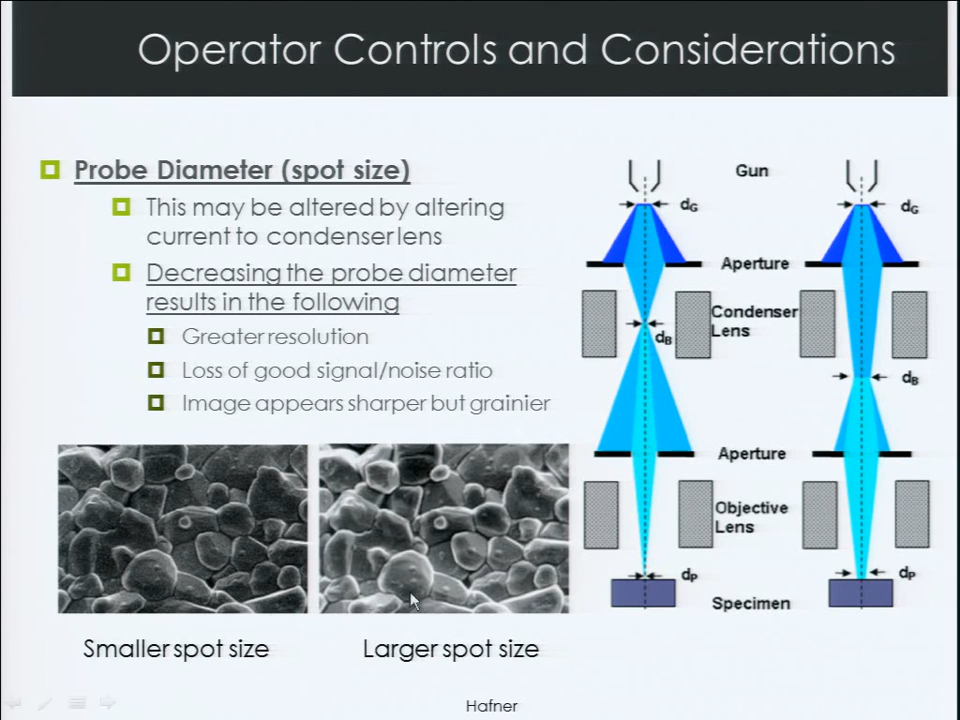 Operator Controls and Considerations
Probe Diameter (spot size)
This may be altered by altering
current to condenser lens
Decreasing the probe diameter
results in the following
Greater resolution
Loss of good signal/noise ratio
Image appears sharper but grainier
Smaller spot size
Larger spot size
Gun
dG
dG
Aperture
Condenser
Lens
dB
dB
Aperture
Objective
Lens
dP
dP
Specimen
Hafner